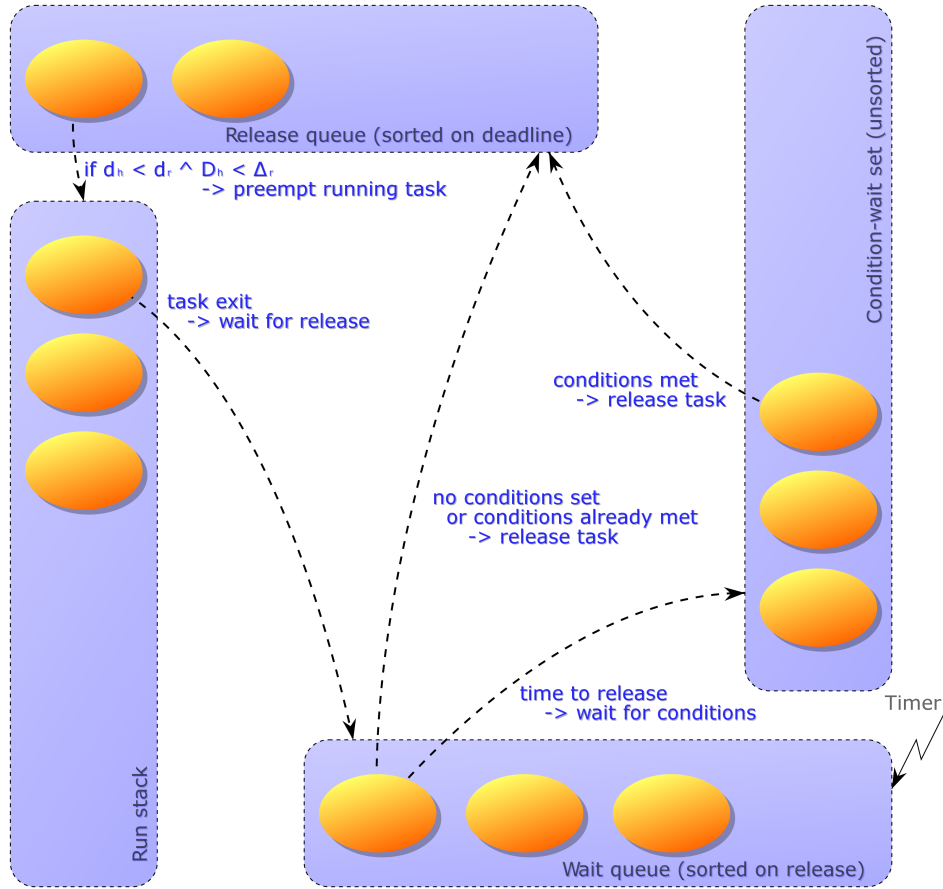 Release queue (sorted on deadline)
Condition-wait set (unsorted)
if dₕ < dᵣ ^ Dₕ < Δᵣ
-> preempt running task
task exit
-> wait for release
conditions met
-> release task
no conditions set
or conditions already met
-> release task
time to release
-> wait for conditions
Timer
Run stack
Wait queue (sorted on release)